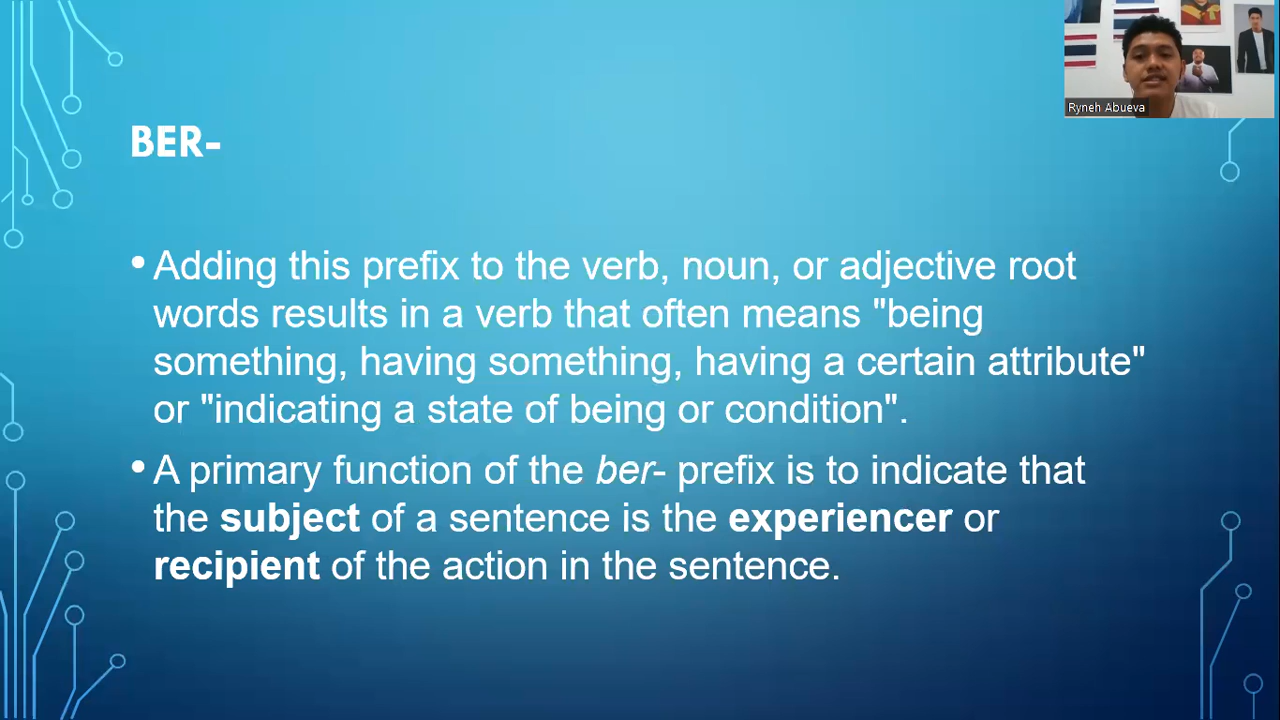 Ryneh Abueva
BER-
• Adding this prefix to the verb, noun, or adjective root
words results in a verb that often means "being
something, having something, having a certain attribute"
or "indicating a state of being or condition".
• A primary function of the ber- prefix is to indicate that
the subject of a sentence is the experiencer or
recipient of the action in the sentence.